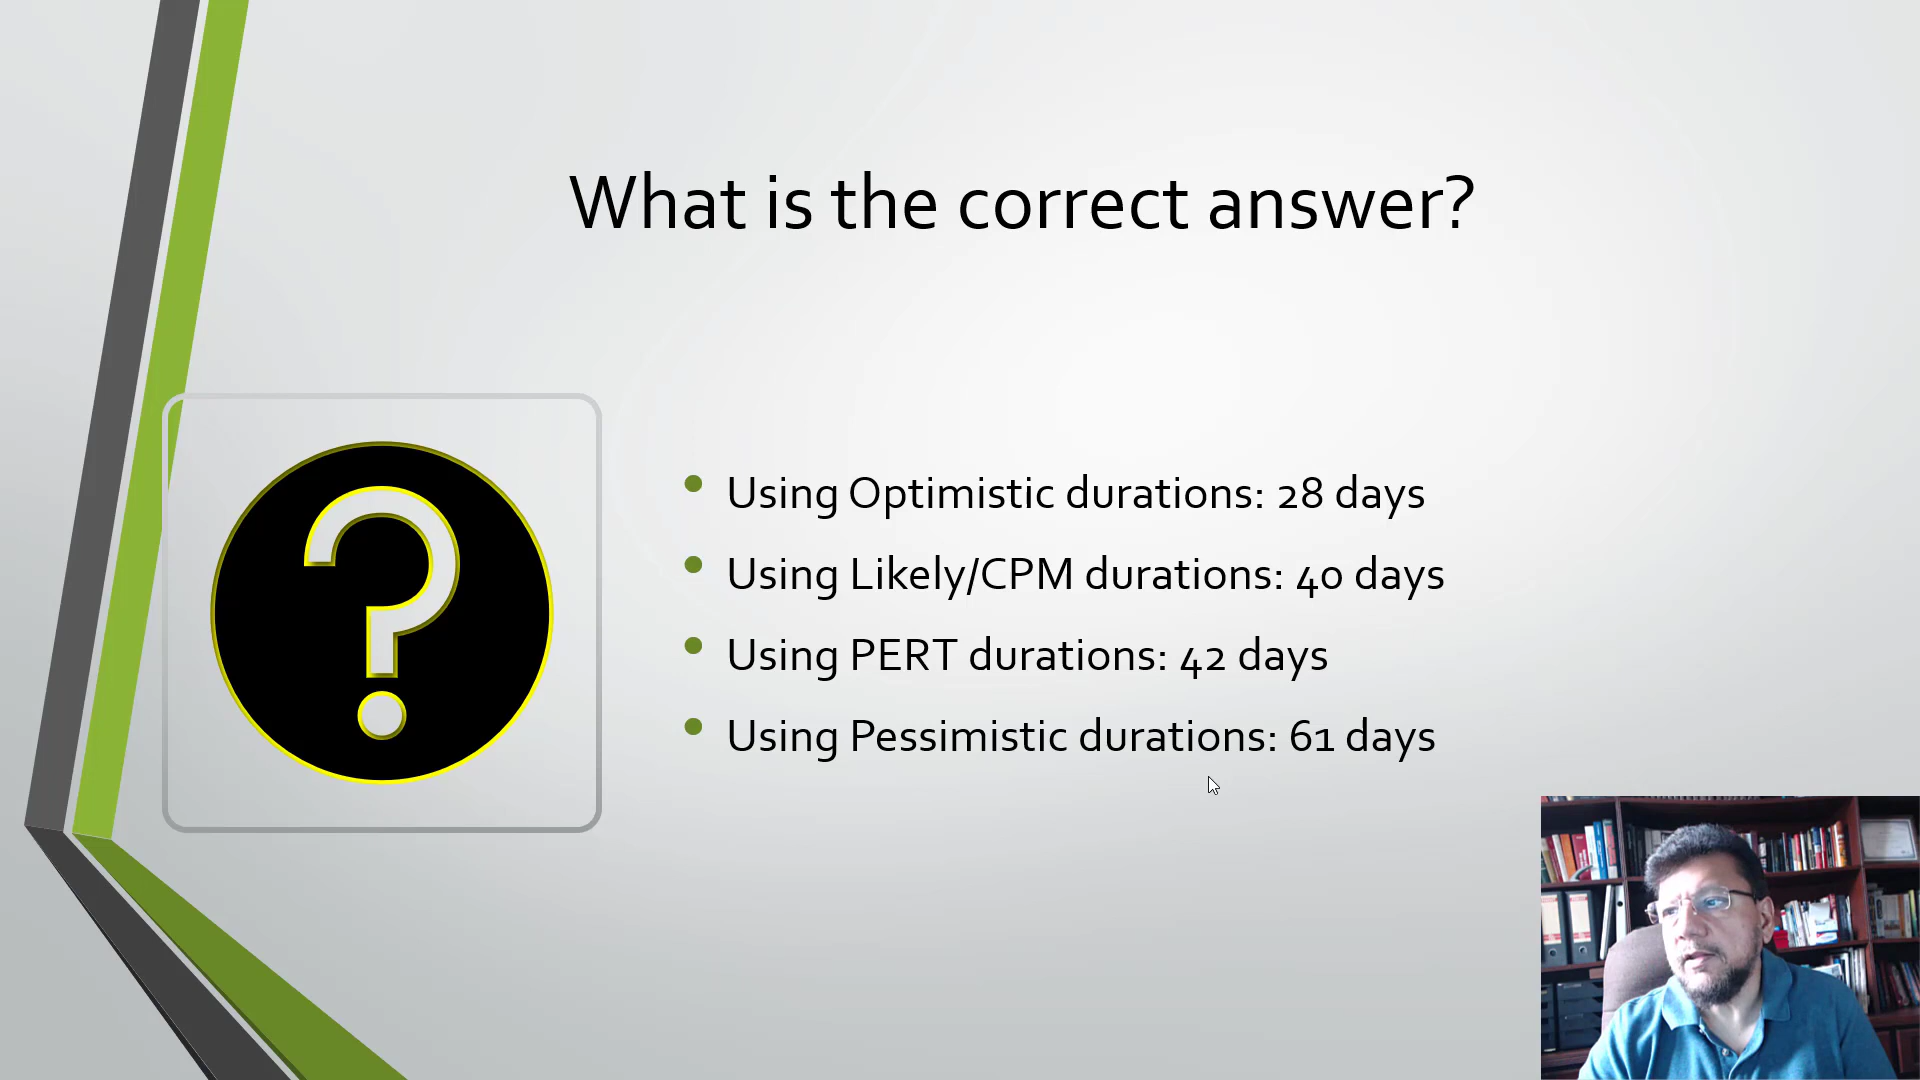 What is the correct answer?
• Using Optimistic durations: 28 days
• Using Likely/CPM durations: 40 days
• Using PERT durations: 42 days
• Using Pessimistic durations: 61 days